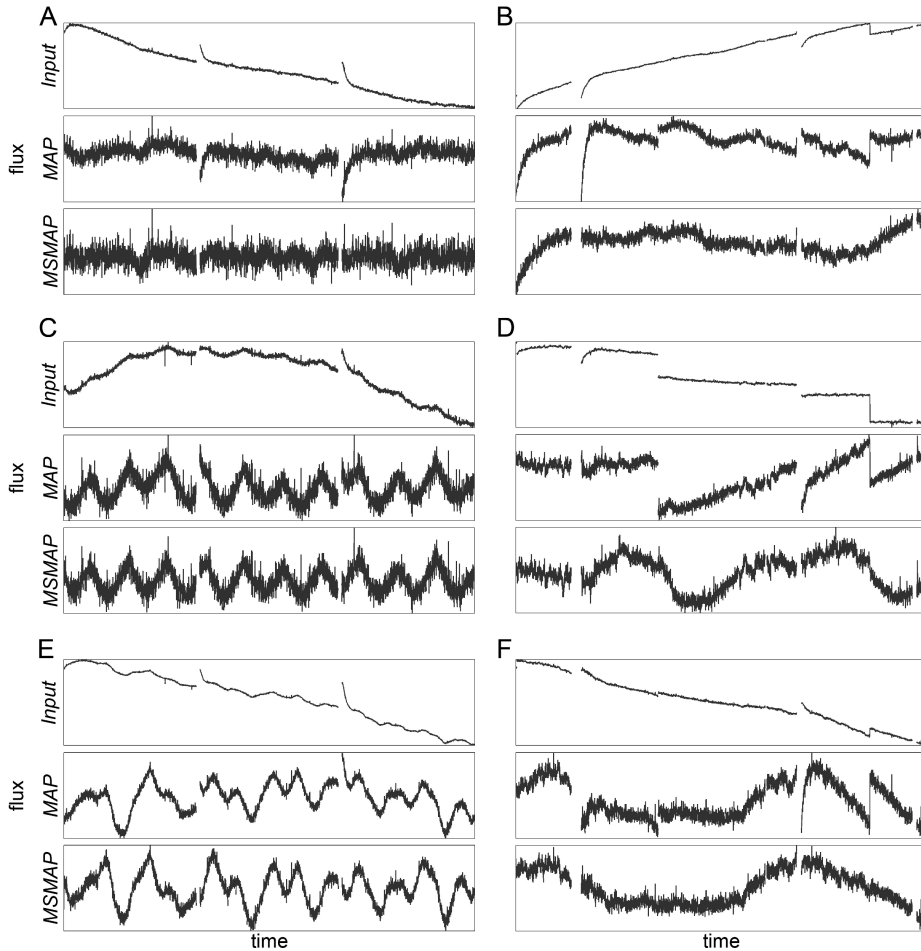 A
B
Input
flux
MAP
MSMAP
C
D
Input
flux
MAP
MSMAP
E
F
Input
flux
MAP
MSMAP
time
time